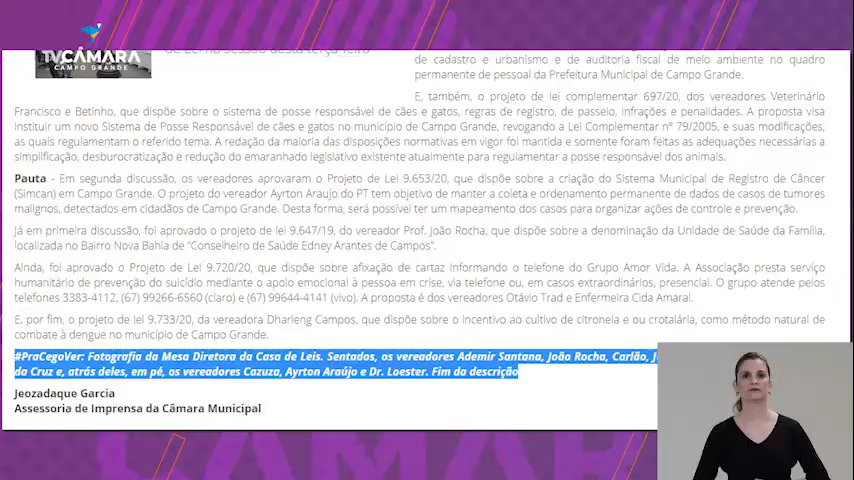 TVCÂMARA
CAMPO GRANDE
de Lei na sessão desta terça-feira
de cadastro e urbanismo e de auditoria fiscal de meio ambiente no quadro
permanente de pessoal da Prefeitura Municipal de Campo Grande.
E, também, o projeto de lei complementar 697/20, dos vereadores Veterinário
Francisco e Betinho, que dispõe sobre o sistema de posse responsável de cães e gatos, regras de registro, de passeio, infrações e penalidades. A proposta visa
instituir um novo Sistema de Posse Responsável de cães e gatos no município de Campo Grande, revogando a Lei Complementar nº 79/2005, e suas modificações,
as quais regulamentam o referido tema. A redação da maioria das disposições normativas em vigor foi mantida e somente foram feitas as adequações necessárias a
simplificação, desburocratização e redução do emaranhado legislativo existente atualmente para regulamentar a posse responsável dos animais.
Pauta - Em segunda discussão, os vereadores aprovaram o Projeto de Lei 9.653/20, que dispõe sobre a criação do Sistema Municipal de Registro de Câncer
(Simcan) em Campo Grande. O projeto do vereador Ayrton Araujo do PT tem objetivo de manter a coleta e ordenamento permanente de dados de casos de tumores
malignos, detectados em cidadãos de Campo Grande. Desta forma, será possível ter um mapeamento dos casos para organizar ações de controle e prevenção.
Já em primeira discussão, foi aprovado o projeto de lei 9.647/19, do vereador Prof. João Rocha, que dispõe sobre a denominação da Unidade de Saúde da Família,
localizada no Bairro Nova Bahia de “Conselheiro de Saúde Edney Arantes de Campos”.
Ainda, foi aprovado o Projeto de Lei 9.720/20, que dispõe sobre afixação de cartaz Informando o telefone do Grupo Amor Vida. A Associação presta serviço
humanitário de prevenção do suicídio mediante o apoio emocional à pessoa em crise, via telefone ou, em casos extraordinários, presencial. O grupo atende pelos
telefones 3383-4112, (67) 99266-6560 (claro) e (67) 99644-4141 (vivo). A proposta é dos vereadores Otávio Trad e Enfermeira Cida Amaral.
E, por fim, o projeto de lei 9.733/20, da vereadora Dharleng Campos, que dispõe sobre o Incentivo ao cultivo de citronela e ou crotalária, como método natural de
combate à dengue no município de Campo Grande.
#PraCegoVer: Fotografia da Mesa Diretora da Casa de Leis. Sentados, os vereadores Ademir Santana, João Rocha, Carlão,
da Cruz e, atrás deles, em pé, os vereadores Cazuza, Ayrton Araújo e Dr. Loester. Fim da descrição
Jeozadaque Garcia
Assessoria de Imprensa da Câmara Municipal